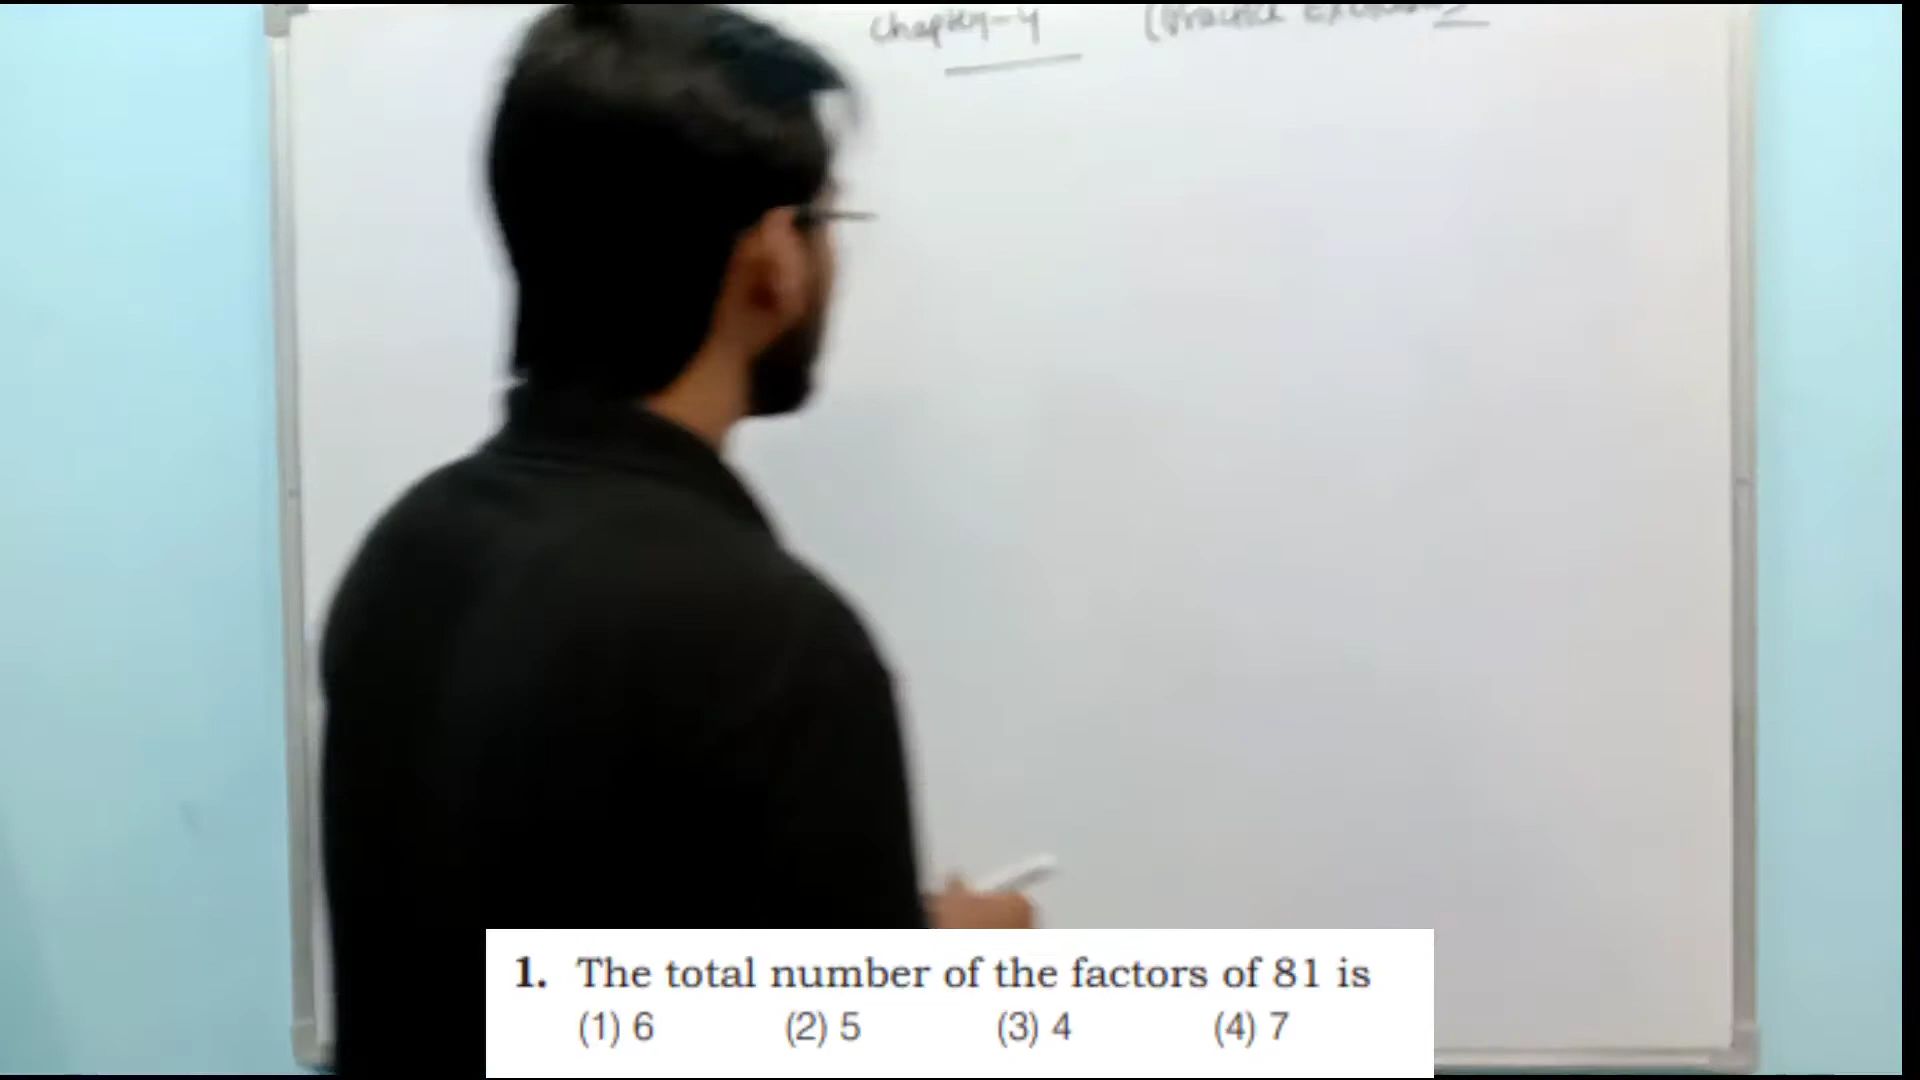 Chapter-4 (Practice
1. The total number of the factors of 81 is
(1) 6 (2) 5 (3) 4 (4) 7